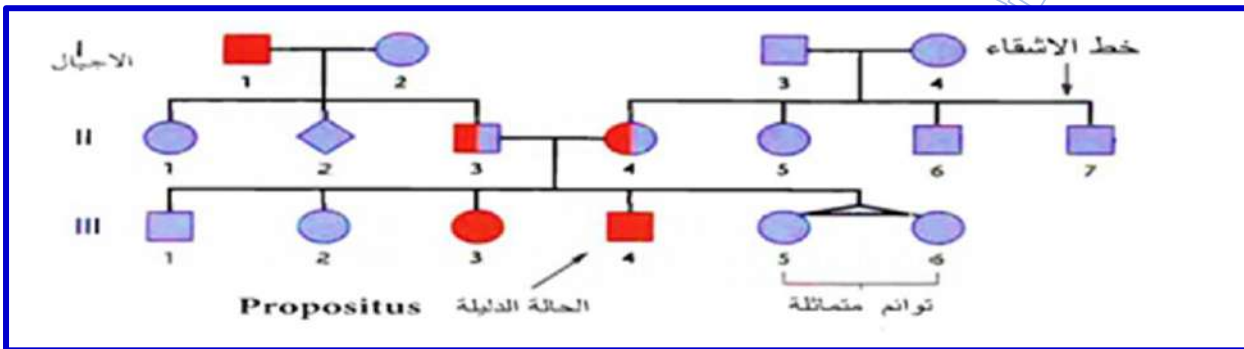 I
الاجيال
خط الاشقاء
1 2 3 4
II
1 2 3 4 5 6 7
III
1 2 3 4 5 6
Propositus الحالة الدليلة
توائم متماثلة